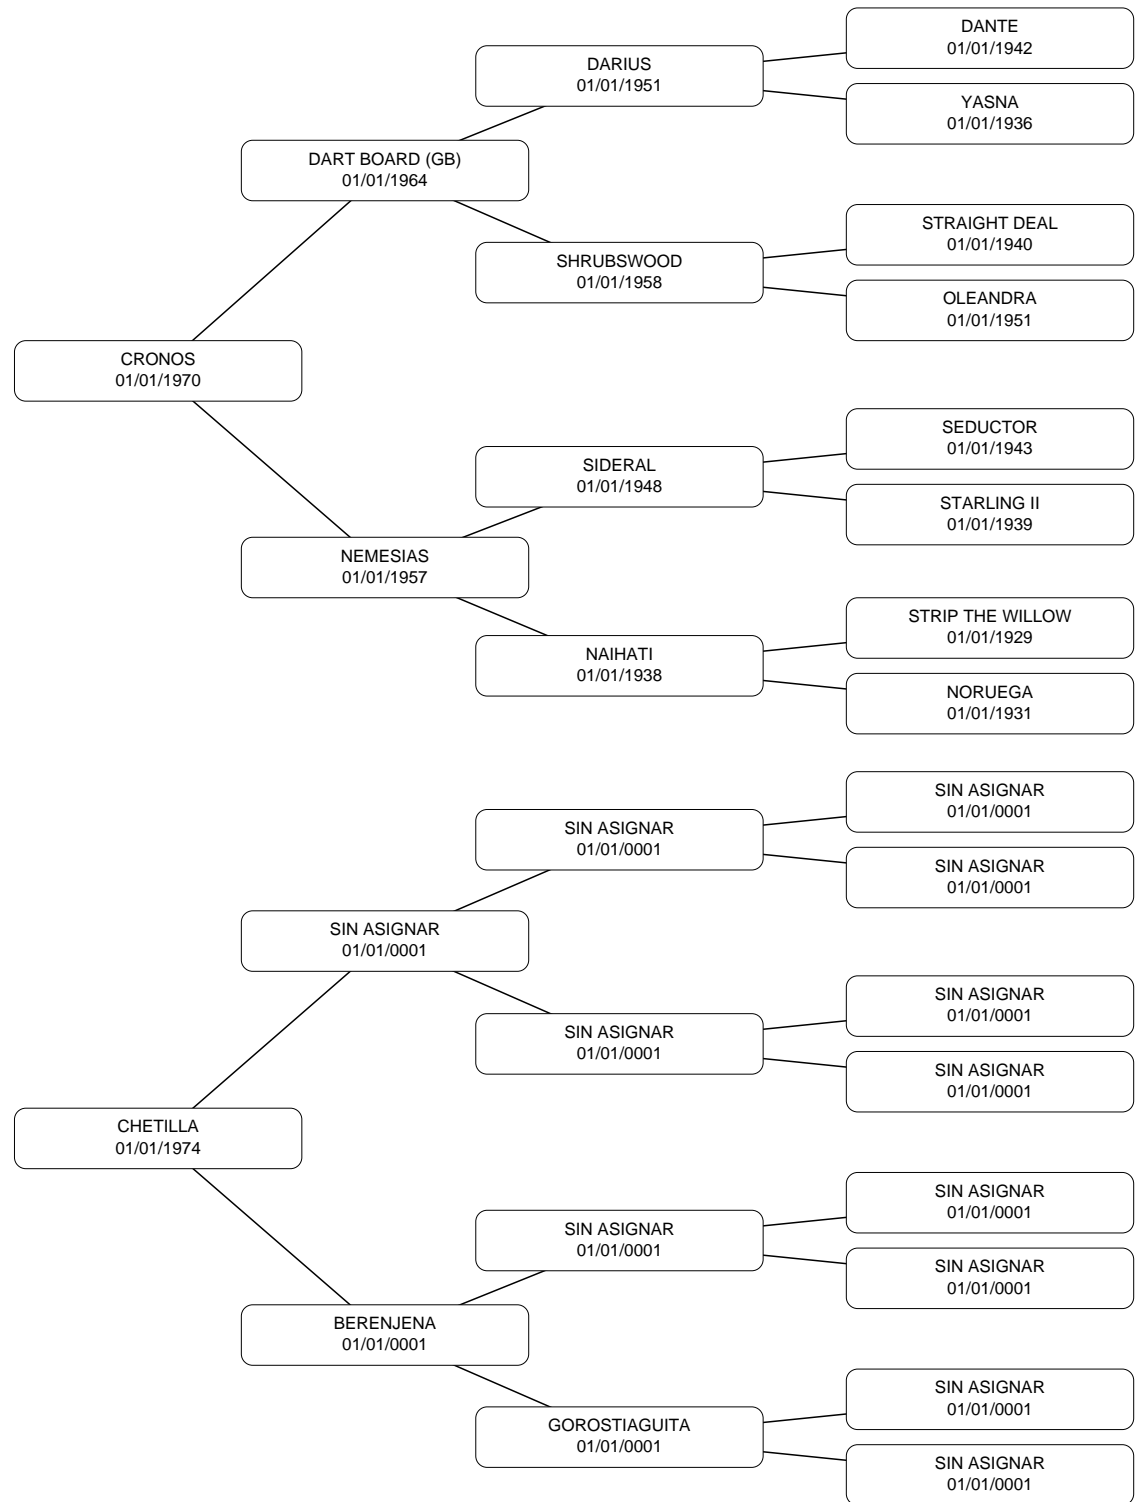 DANTE
01/01/1942
DARIUS
01/01/1951
YASNA
01/01/1936
DART BOARD (GB)
01/01/1964
STRAIGHT DEAL
01/01/1940
SHRUBSWOOD
01/01/1958
OLEANDRA
01/01/1951
CRONOS
01/01/1970
SEDUCTOR
01/01/1943
SIDERAL
01/01/1948
STARLING II
01/01/1939
NEMESIAS
01/01/1957
STRIP THE WILLOW
01/01/1929
NAIHATI
01/01/1938
NORUEGA
01/01/1931
SIN ASIGNAR
01/01/0001
SIN ASIGNAR
01/01/0001
SIN ASIGNAR
01/01/0001
SIN ASIGNAR
01/01/0001
SIN ASIGNAR
01/01/0001
SIN ASIGNAR
01/01/0001
SIN ASIGNAR
01/01/0001
CHETILLA
01/01/1974
SIN ASIGNAR
01/01/0001
SIN ASIGNAR
01/01/0001
SIN ASIGNAR
01/01/0001
BERENJENA
01/01/0001
SIN ASIGNAR
01/01/0001
GOROSTIAGUITA
01/01/0001
SIN ASIGNAR
01/01/0001